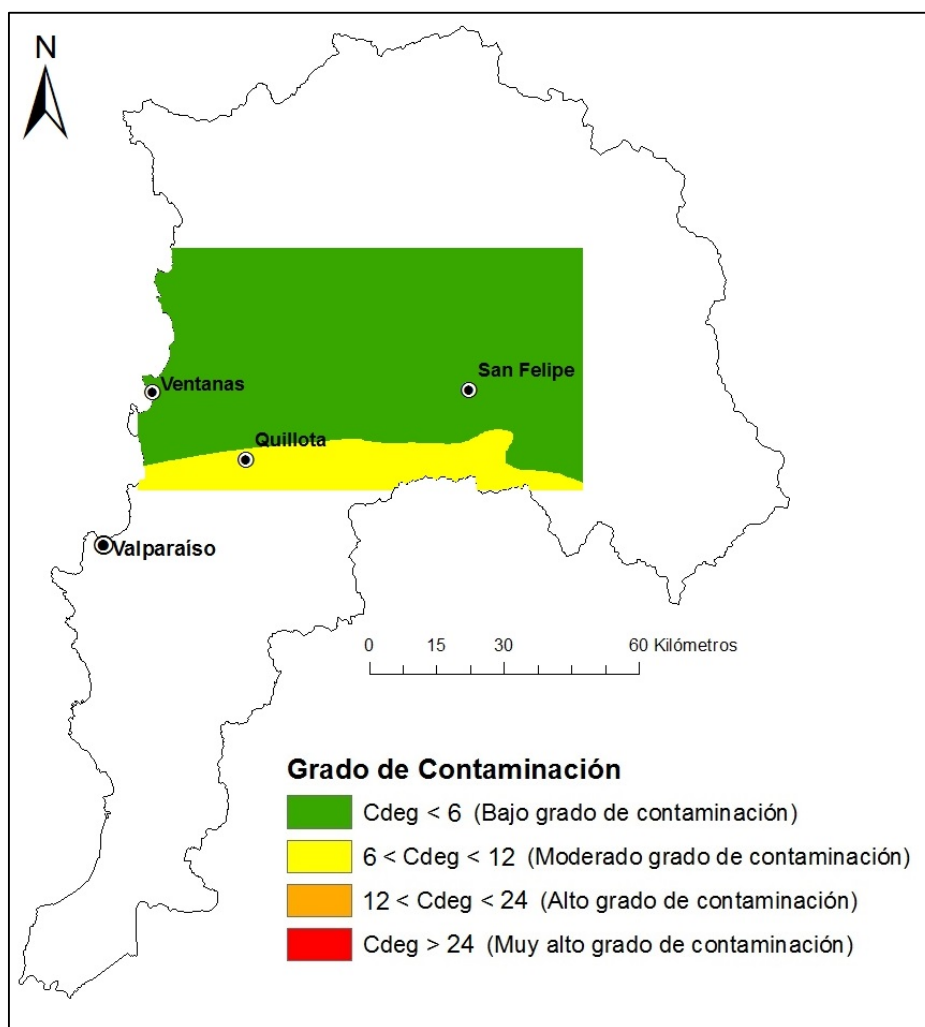 N
San Felipe
Ventanas
Quillota
Valparaíso
0 15 30 60 Kilómetros
Grado de Contaminación
Cdeg < 6 (Bajo grado de contaminación)
6 < Cdeg < 12 (Moderado grado de contaminación)
12 < Cdeg < 24 (Alto grado de contaminación)
Cdeg > 24 (Muy alto grado de contaminación)